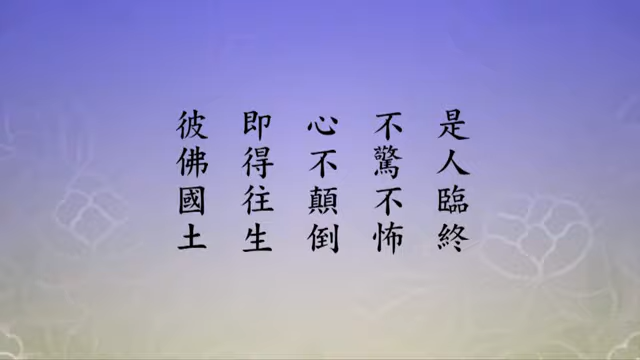 是人臨終
不驚不怖
心不顛倒
即得往生
彼佛國土